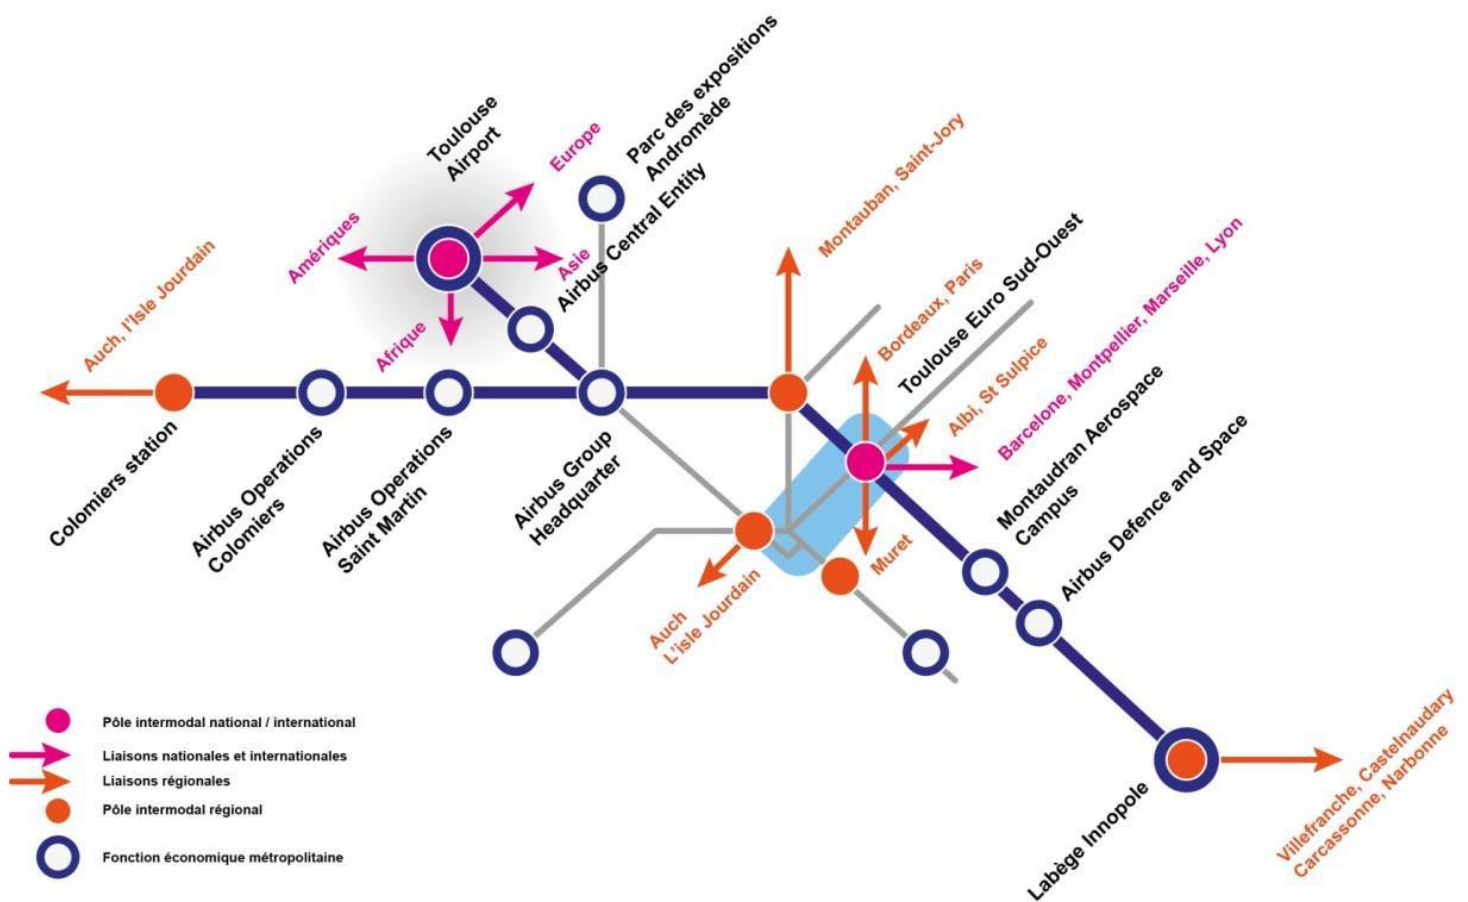 Toulouse
Airport
Parc des expositions
Andromède
Airbus Central Entity
Europe
Amériques
Asie
Afrique
Auch, l'Isle Jourdain
Montauban, Saint-Jory
Bordeaux, Paris
Toulouse Euro Sud-Ouest
Albi, St Sulpice
Barcelone, Montpellier, Marseille, Lyon
Montaudran Aerospace
Campus
Airbus Defence and Space
Colomiers station
Airbus Operations
Colomiers
Airbus Operations
Saint Martin
Airbus Group
Headquarter
Muret
Auch
L'isle Jourdain
Labège Innopole
Villefranche, Castelnaudary
Carcassonne, Narbonne
Pôle intermodal national / international
Liaisons nationales et internationales
Liaisons régionales
Pôle intermodal régional
Fonction économique métropolitaine